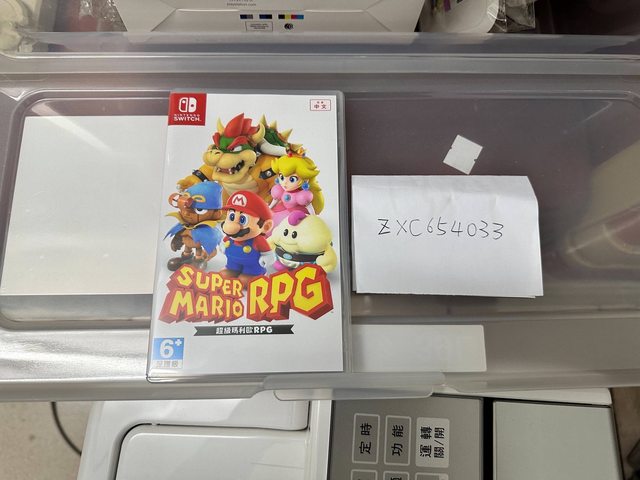 NINTENDO
SWITCH
中文
SUPER
MARIO RPG
超級瑪利歐RPG
6+
ZXC654033
定時
功能
運轉
開/關